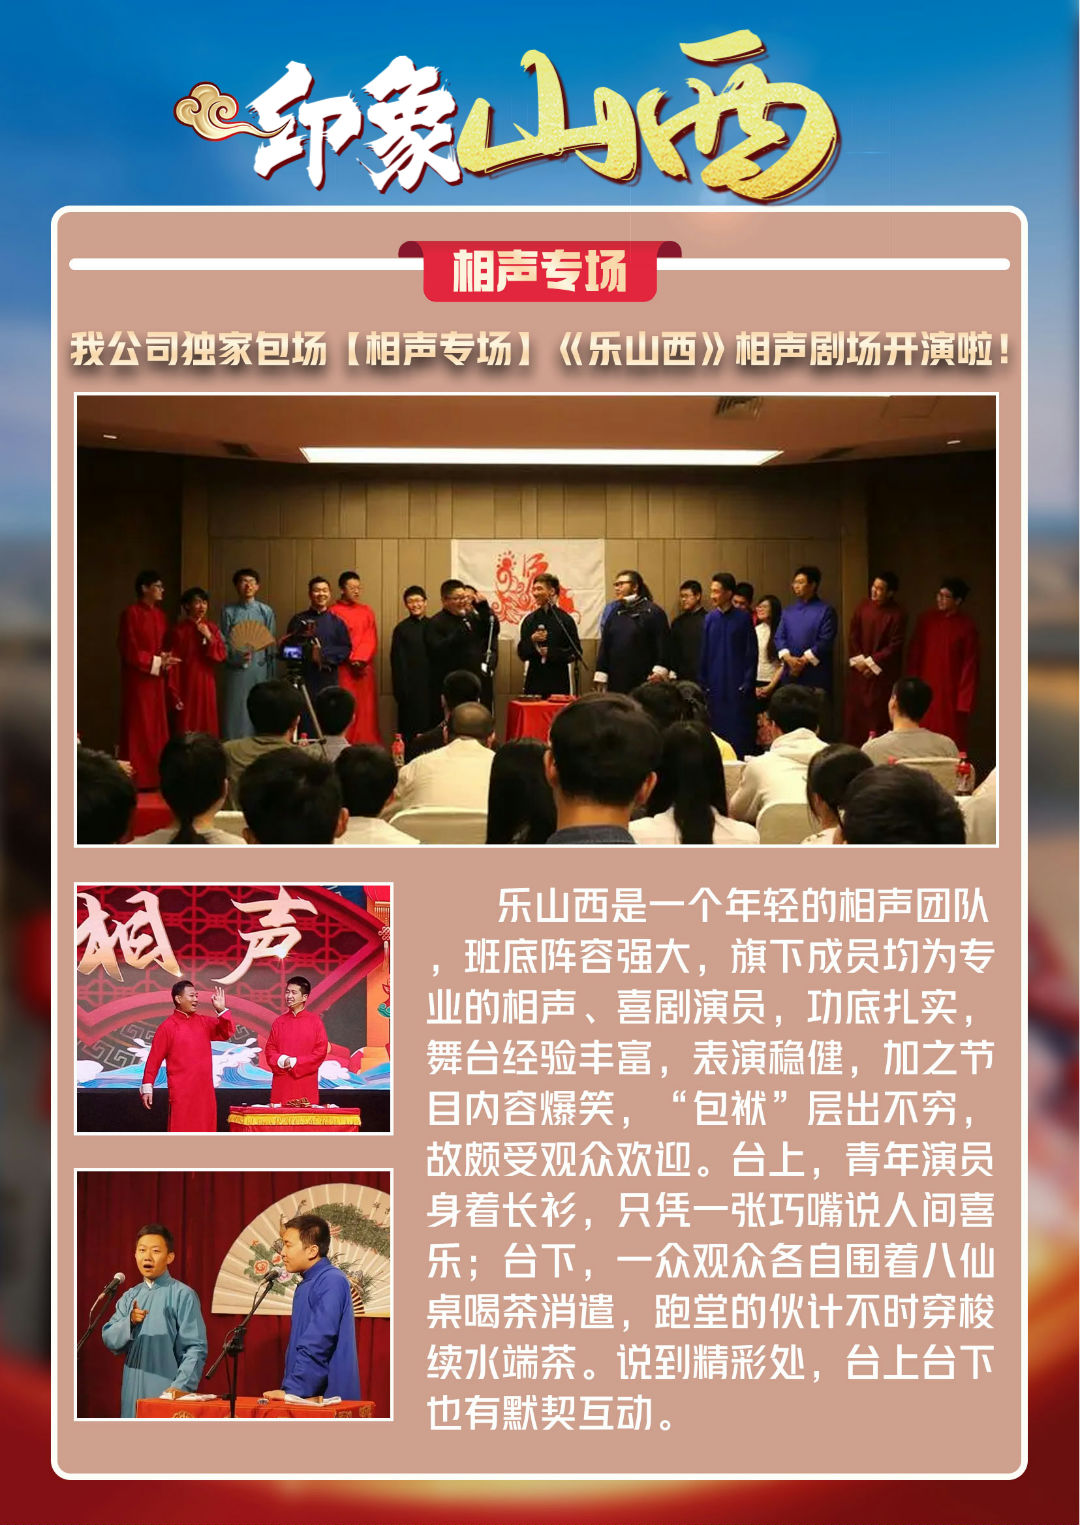 印象山西
相声专场
我公司独家包场【相声专场】《乐山西》相声剧场开演啦！
相声
乐山西是一个年轻的相声团队
，班底阵容强大，旗下成员均为专
业的相声、喜剧演员，功底扎实，
舞台经验丰富，表演稳健，加之节
目内容爆笑，“包袱”层出不穷，
故颇受观众欢迎。台上，青年演员
身着长衫，只凭一张巧嘴说人间喜
乐；台下，一众观众各自围着八仙
桌喝茶消遣，跑堂的伙计不时穿梭
续水端茶。说到精彩处，台上台下
也有默契互动。